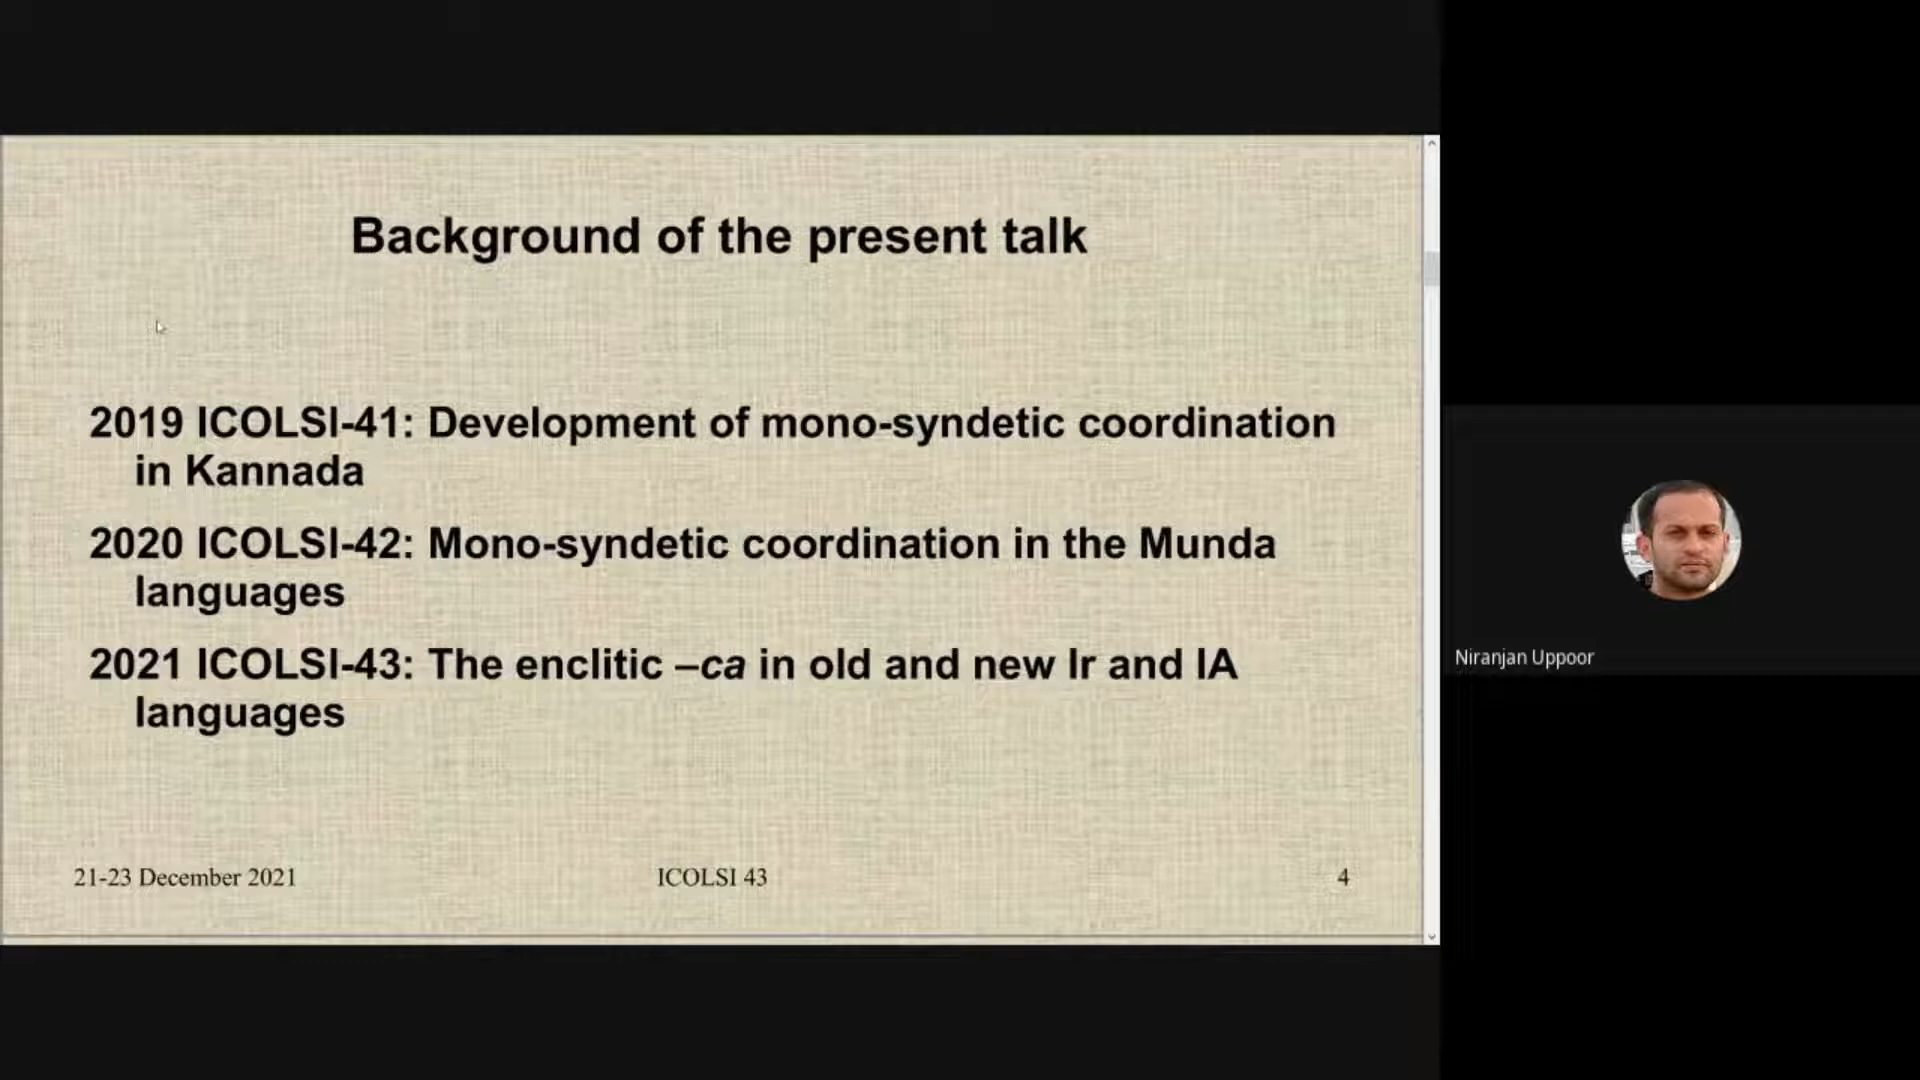 Background of the present talk
2019 ICOLSI-41: Development of mono-syndetic coordination
in Kannada
2020 ICOLSI-42: Mono-syndetic coordination in the Munda
languages
2021 ICOLSI-43: The enclitic –ca in old and new Ir and IA
languages
21-23 December 2021
ICOLSI 43
4
Niranjan Uppoor